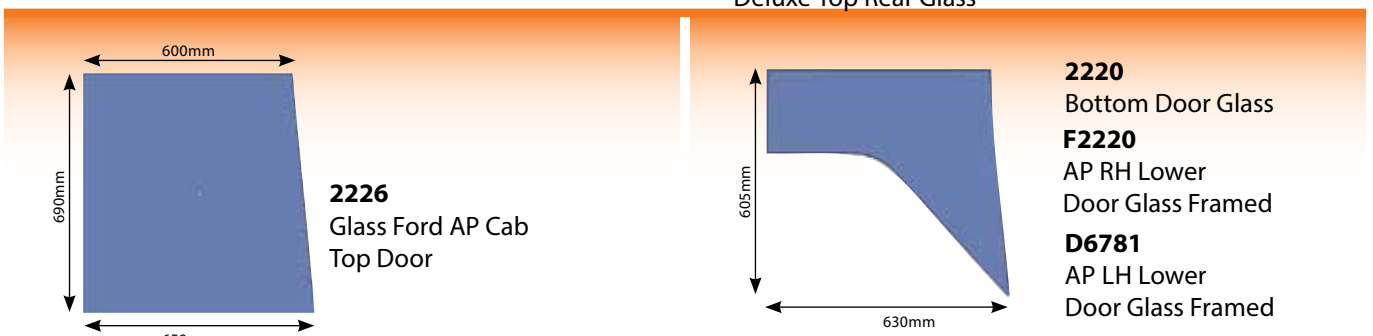 Deluxe Top Rear Glass
600mm
690mm
2226
Glass Ford AP Cab
Top Door
605mm
630mm
2220
Bottom Door Glass
F2220
AP RH Lower
Door Glass Framed
D6781
AP LH Lower
Door Glass Framed